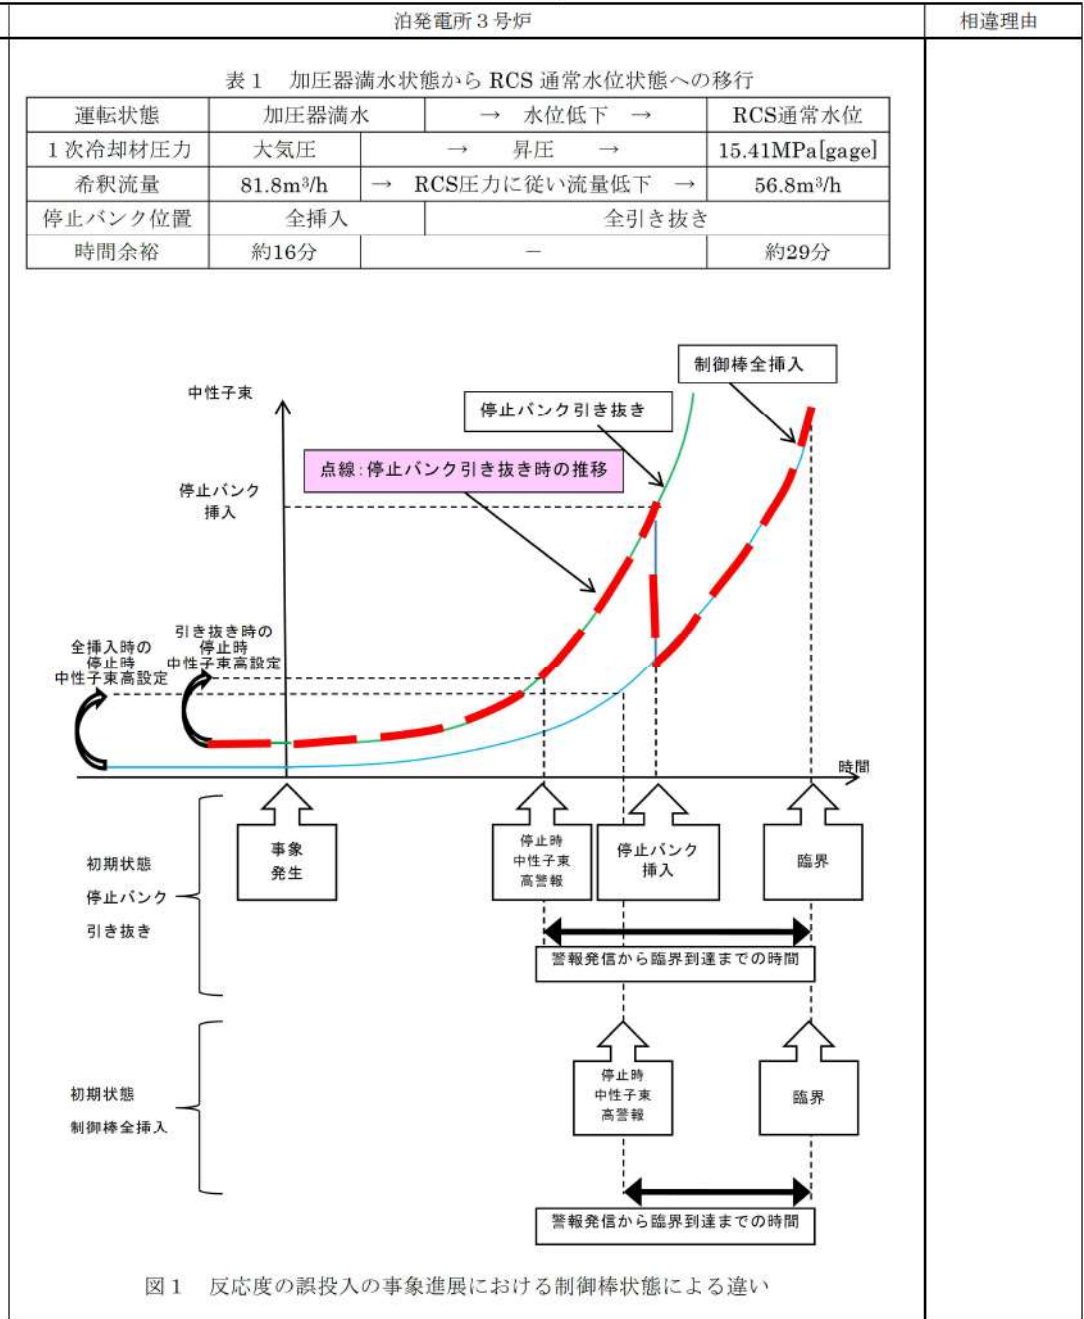 泊発電所３号炉
相違理由
表１　加圧器満水状態から RCS 通常水位状態への移行
運転状態　加圧器満水　→　水位低下　→　RCS通常水位
１次冷却材圧力　大気圧　→　昇圧　→　15.41MPa[gage]
希釈流量　81.8m³/h　→　RCS圧力に従い流量低下　→　56.8m³/h
停止バンク位置　全挿入　全引き抜き
時間余裕　約16分　－　約29分
制御棒全挿入
中性子束
停止バンク引き抜き
点線：停止バンク引き抜き時の推移
停止バンク
挿入
引き抜き時の
停止時
中性子束高設定
全挿入時の
停止時
中性子束高設定
時間
初期状態
停止バンク
引き抜き
事象
発生
停止時
中性子束
高警報
停止バンク
挿入
臨界
警報発信から臨界到達までの時間
初期状態
制御棒全挿入
停止時
中性子束
高警報
臨界
警報発信から臨界到達までの時間
図１　反応度の誤投入の事象進展における制御棒状態による違い